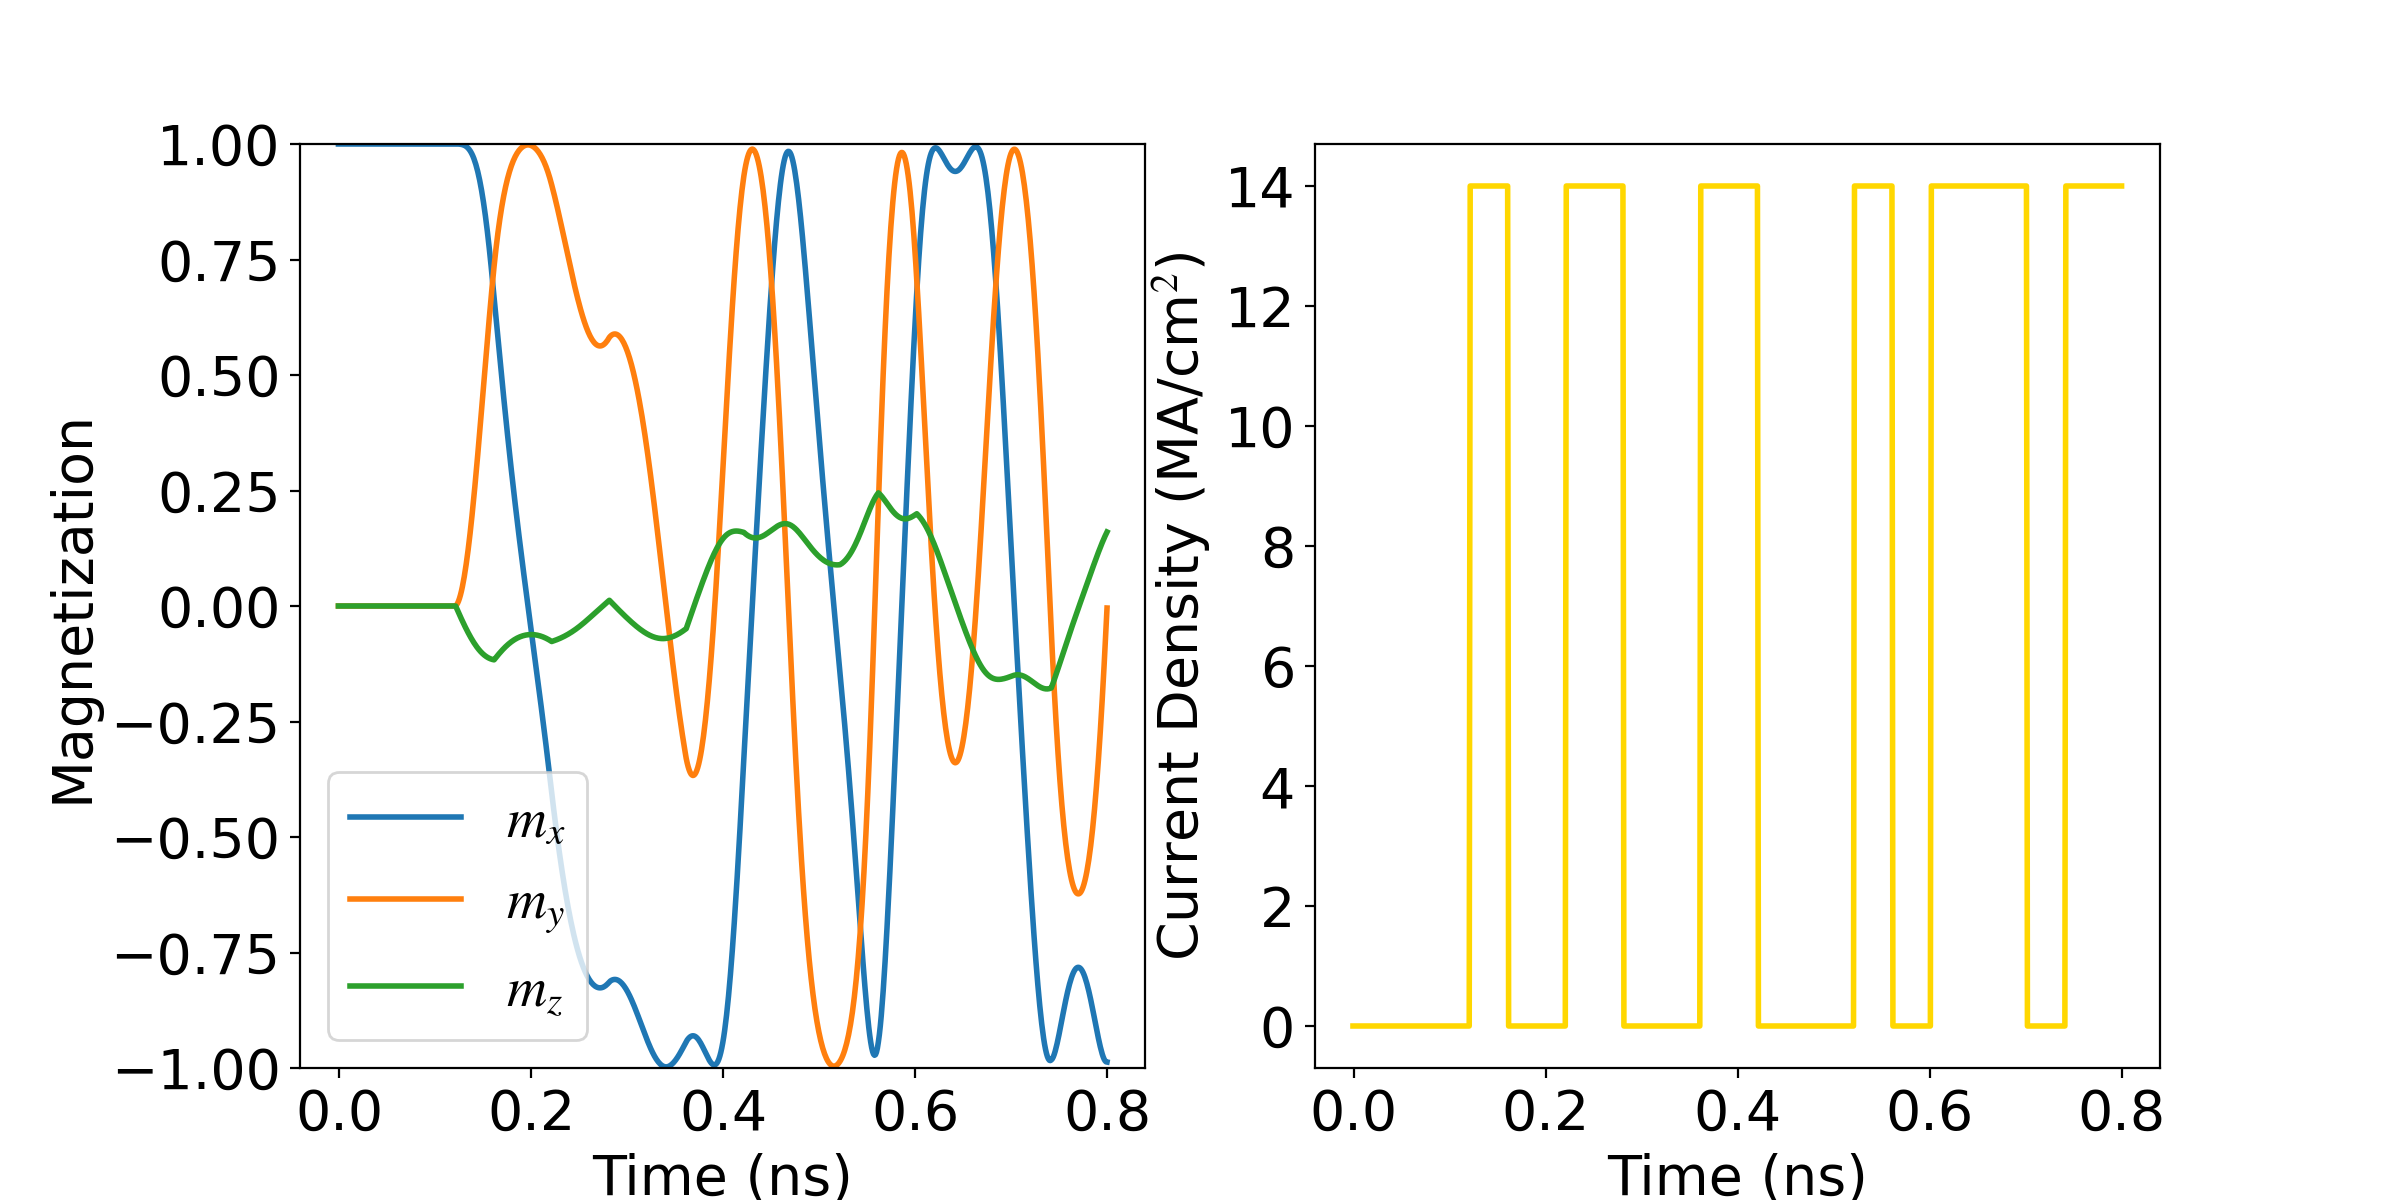 1.00
0.75
0.50
0.25
0.00
−0.25
−0.50
−0.75
−1.00
Magnetization
m_x
m_y
m_z
0.0 0.2 0.4 0.6 0.8
Time (ns)
14
12
10
8
6
4
2
0
Current Density (MA/cm²)
0.0 0.2 0.4 0.6 0.8
Time (ns)